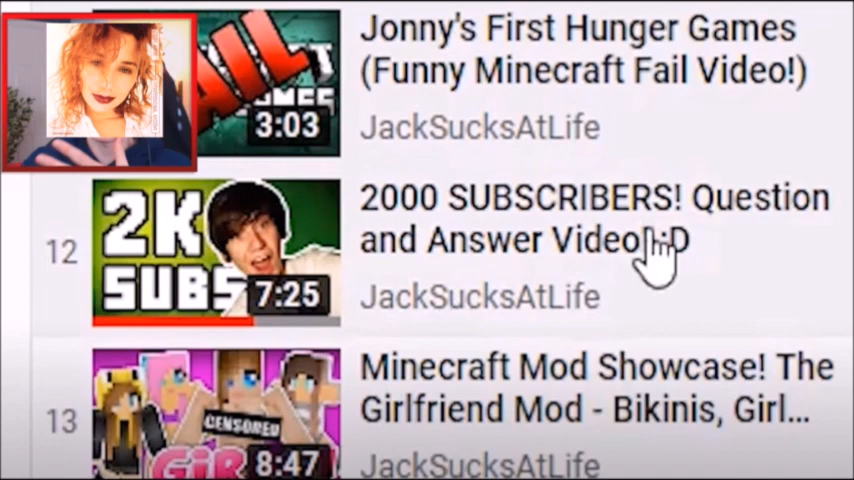 Jonny's First Hunger Games
(Funny Minecraft Fail Video!)
JackSucksAtLife
3:03
12
2K
SUBS
7:25
2000 SUBSCRIBERS! Question
and Answer Video :D
JackSucksAtLife
13
CENSORED
GIR
8:47
Minecraft Mod Showcase! The
Girlfriend Mod - Bikinis, Girl...
JackSucksAtLife